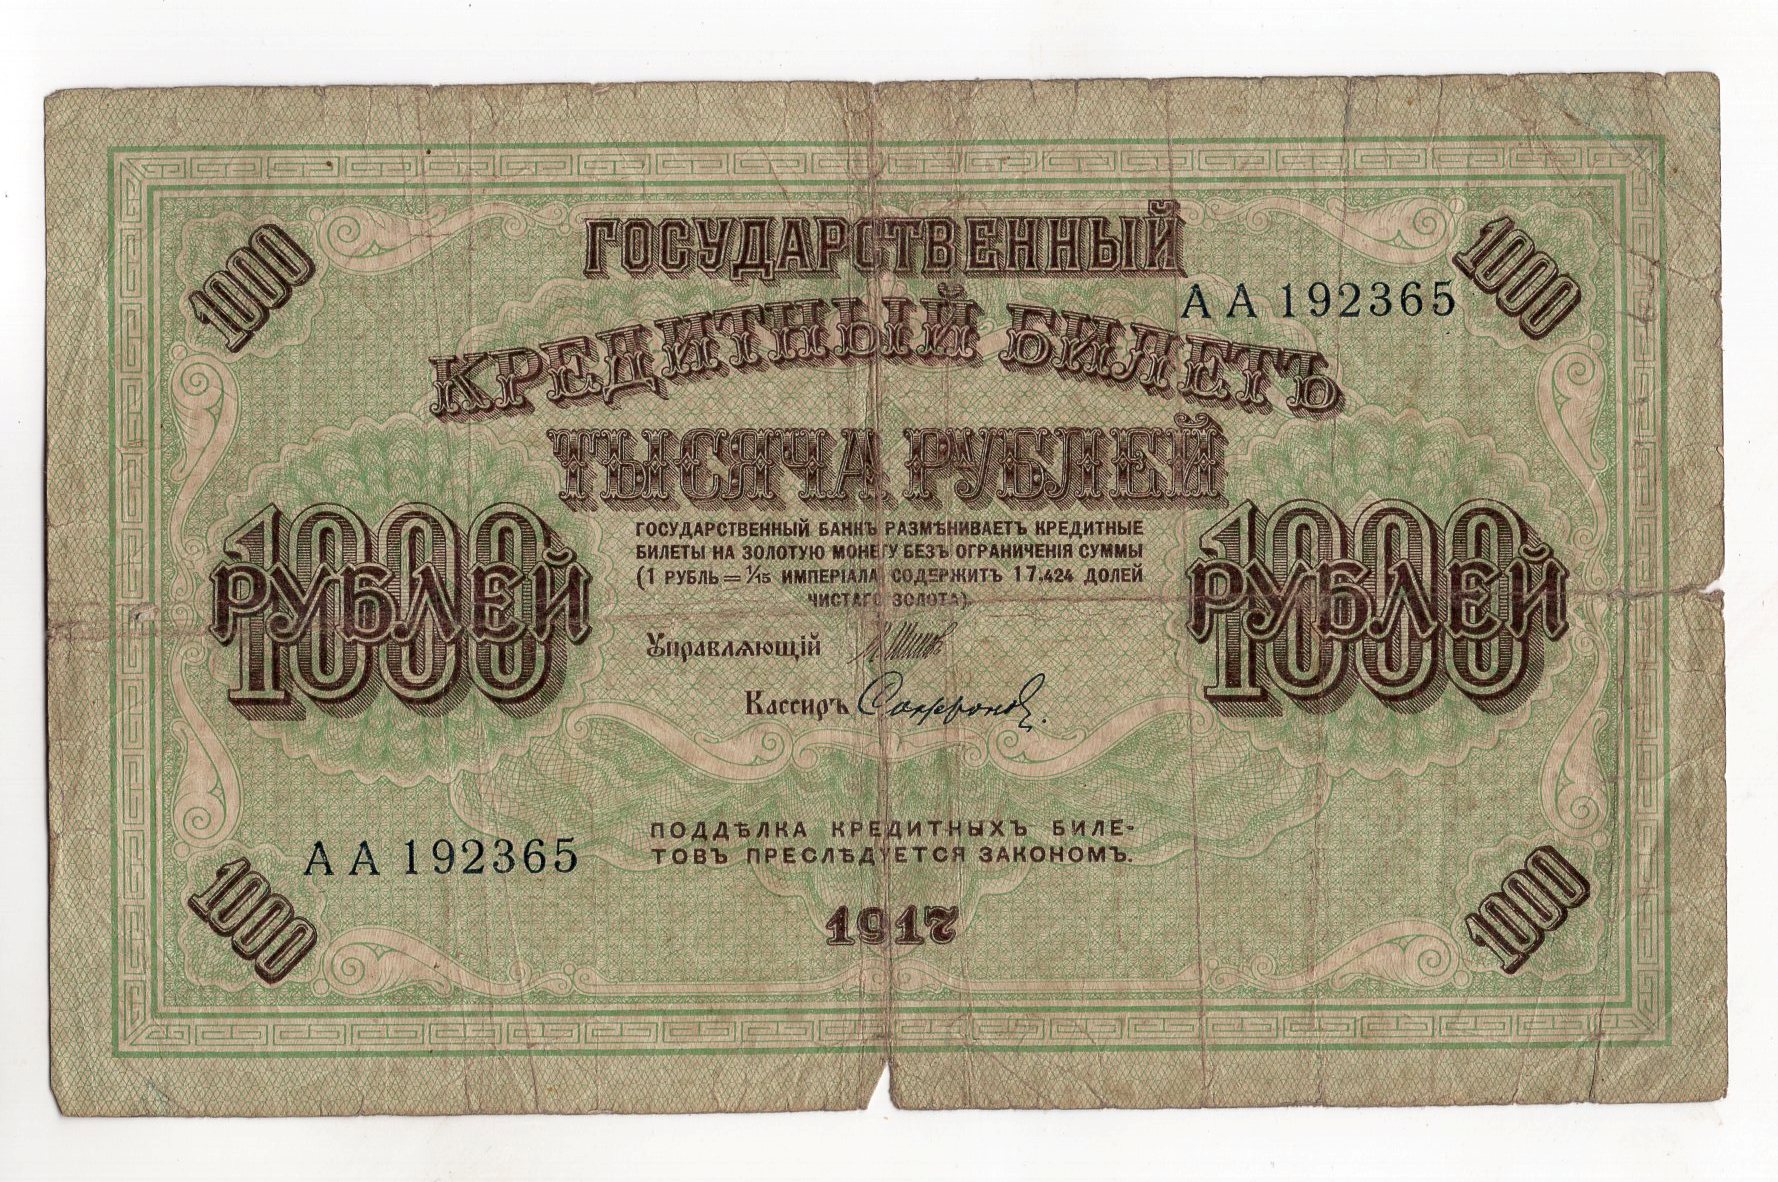 1000
ГОСУДАРСТВЕННЫЙ
1000
АА 192365
КРЕДИТНЫЙ БИЛЕТЪ
ТЫСЯЧА РУБЛЕЙ
1000
РУБЛЕЙ
ГОСУДАРСТВЕННЫЙ БАНКЪ РАЗМѢНИВАЕТЪ КРЕДИТНЫЕ
БИЛЕТЫ НА ЗОЛОТУЮ МОНЕТУ БЕЗЪ ОГРАНИЧЕНІЯ СУММЫ
(1 РУБЛЬ = 1/15 ИМПЕРІАЛА, СОДЕРЖИТЪ 17.424 ДОЛЕЙ
ЧИСТАГО ЗОЛОТА).
1000
РУБЛЕЙ
Управляющій И.Шипов
Кассиръ Софронов
ПОДДѢЛКА КРЕДИТНЫХЪ БИЛЕ-
ТОВЪ ПРЕСЛѢДУЕТСЯ ЗАКОНОМЪ.
АА 192365
1000
1917
1000